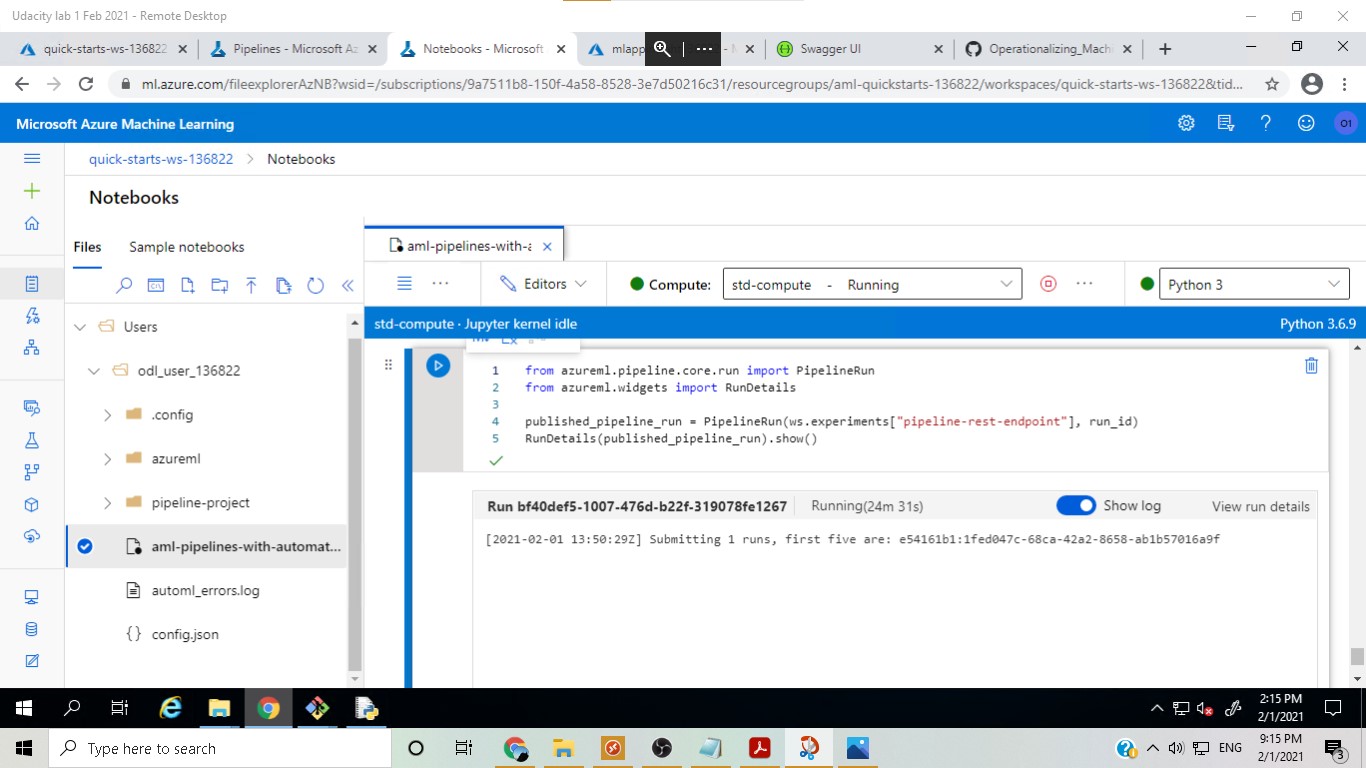 Udacity lab 1 Feb 2021 - Remote Desktop
quick-starts-ws-136822
Pipelines - Microsoft Az
Notebooks - Microsoft
mlapp
Swagger UI
Operationalizing_Machi
ml.azure.com/fileexplorerAzNB?wsid=/subscriptions/9a7511b8-150f-4a58-8528-3e7d50216c31/resourcegroups/aml-quickstarts-136822/workspaces/quick-starts-ws-136822&tid...
Microsoft Azure Machine Learning
O1
quick-starts-ws-136822 > Notebooks
Notebooks
Files
Sample notebooks
aml-pipelines-with-a
Editors
Compute:
std-compute - Running
Python 3
std-compute · Jupyter kernel idle
Python 3.6.9
Users
odl_user_136822
.config
azureml
pipeline-project
aml-pipelines-with-automat...
automl_errors.log
{} config.json
1 from azureml.pipeline.core.run import PipelineRun
2 from azureml.widgets import RunDetails
3
4 published_pipeline_run = PipelineRun(ws.experiments["pipeline-rest-endpoint"], run_id)
5 RunDetails(published_pipeline_run).show()
Run bf40def5-1007-476d-b22f-319078fe1267
Running(24m 31s)
Show log
View run details
[2021-02-01 13:50:29Z] Submitting 1 runs, first five are: e54161b1:1fed047c-68ca-42a2-8658-ab1b57016a9f
2:15 PM
2/1/2021
Type here to search
ENG
9:15 PM
2/1/2021
3